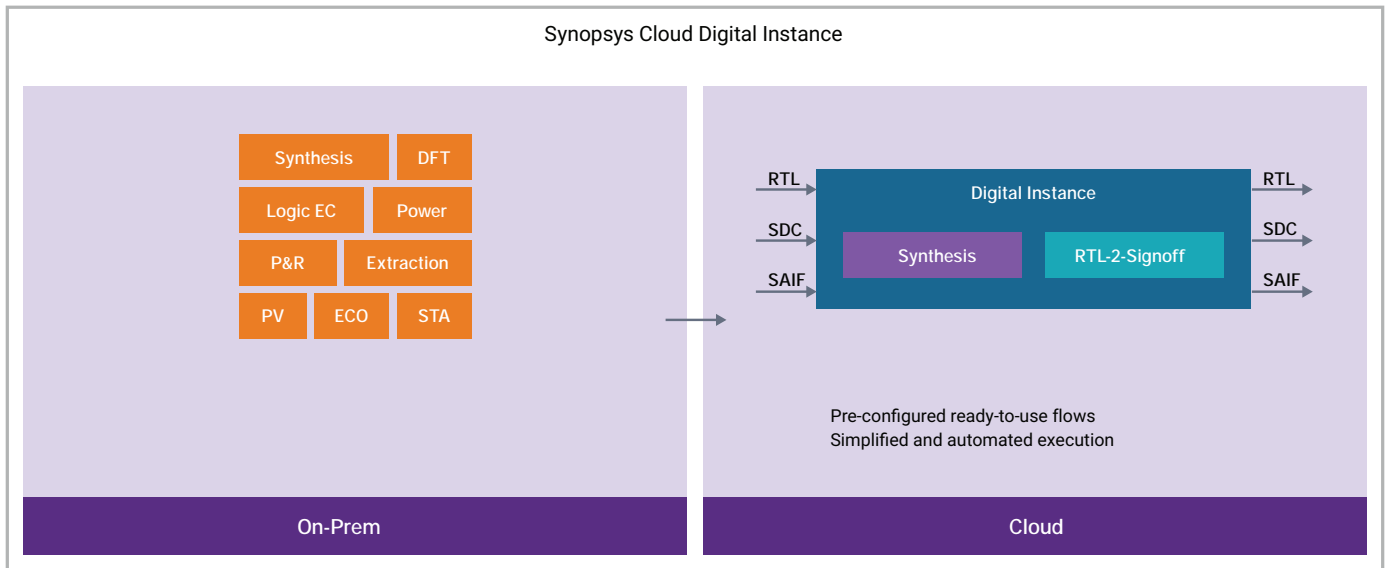 Synopsys Cloud Digital Instance
Synthesis DFT
Logic EC Power
P&R Extraction
PV ECO STA
On-Prem
RTL Digital Instance RTL
SDC Synthesis RTL-2-Signoff SDC
SAIF SAIF
Pre-configured ready-to-use flows
Simplified and automated execution
Cloud